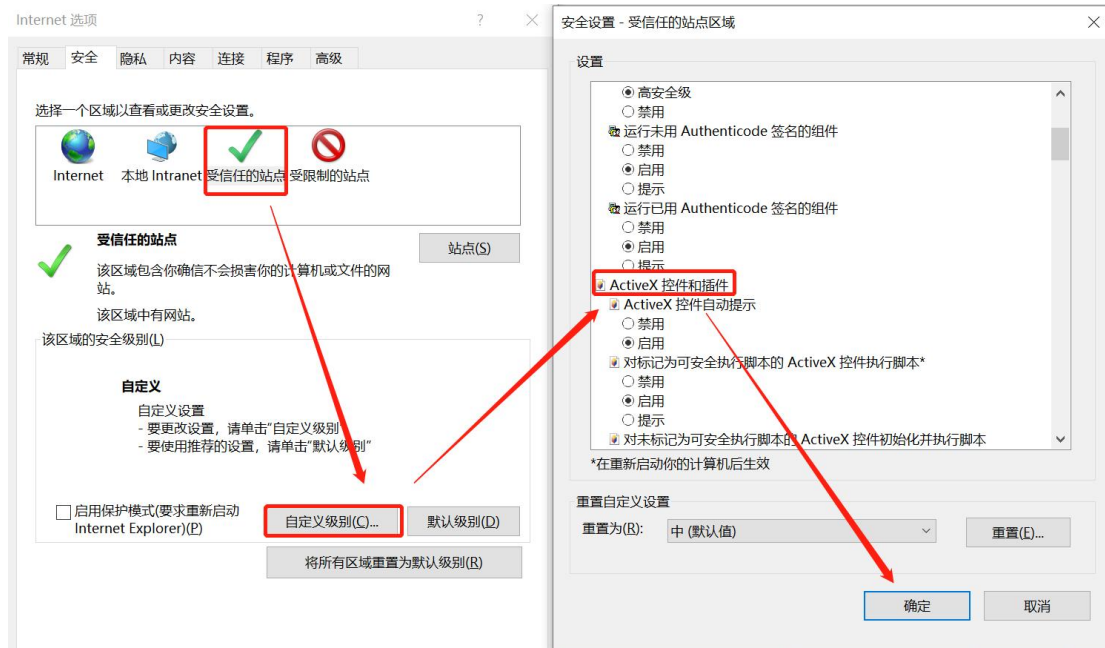 Internet 选项
常规 安全 隐私 内容 连接 程序 高级
选择一个区域以查看或更改安全设置。
Internet 本地 Intranet 受信任的站点 受限制的站点
受信任的站点
站点(S)
该区域包含你确信不会损害你的计算机或文件的网
站。
该区域中有网站。
该区域的安全级别(L)
自定义
自定义设置
- 要更改设置，请单击"自定义级别"
- 要使用推荐的设置，请单击"默认级别"
启用保护模式(要求重新启动
Internet Explorer)(P)
自定义级别(C)... 默认级别(D)
将所有区域重置为默认级别(R)
安全设置 - 受信任的站点区域
设置
高安全级
禁用
运行未用 Authenticode 签名的组件
禁用
启用
提示
运行已用 Authenticode 签名的组件
禁用
启用
提示
ActiveX 控件和插件
ActiveX 控件自动提示
禁用
启用
对标记为可安全执行脚本的 ActiveX 控件执行脚本*
禁用
启用
提示
对未标记为可安全执行脚本的 ActiveX 控件初始化并执行脚本
*在重新启动你的计算机后生效
重置自定义设置
重置为(R): 中 (默认值) 重置(E)...
确定 取消